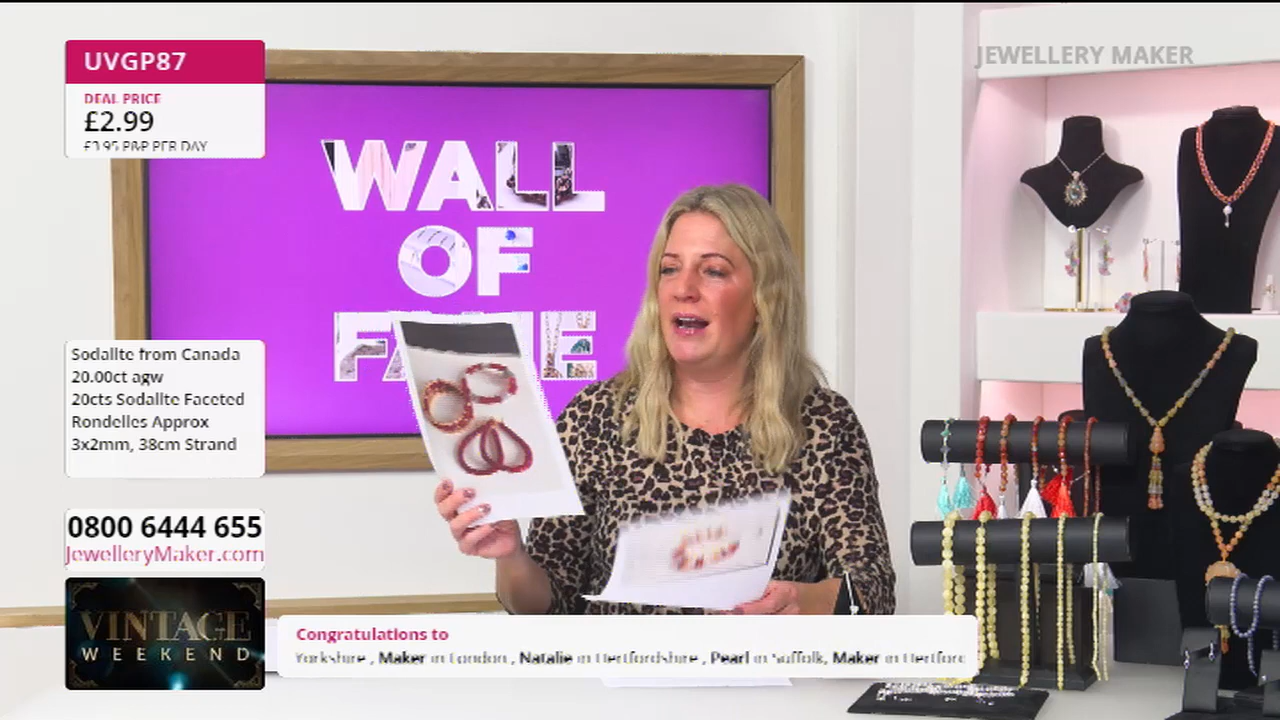 UVGP87
DEAL PRICE
£2.99
£3.95 P&P PER DAY
JEWELLERY MAKER
WALL
OF
FAME
Sodalite from Canada
20.00ct agw
20cts Sodalite Faceted
Rondelles Approx
3x2mm, 38cm Strand
0800 6444 655
JewelleryMaker.com
VINTAGE
WEEKEND
Congratulations to
Yorkshire , Maker in London , Natalie in Hertfordshire , Pearl in Suffolk, Maker in Hertford